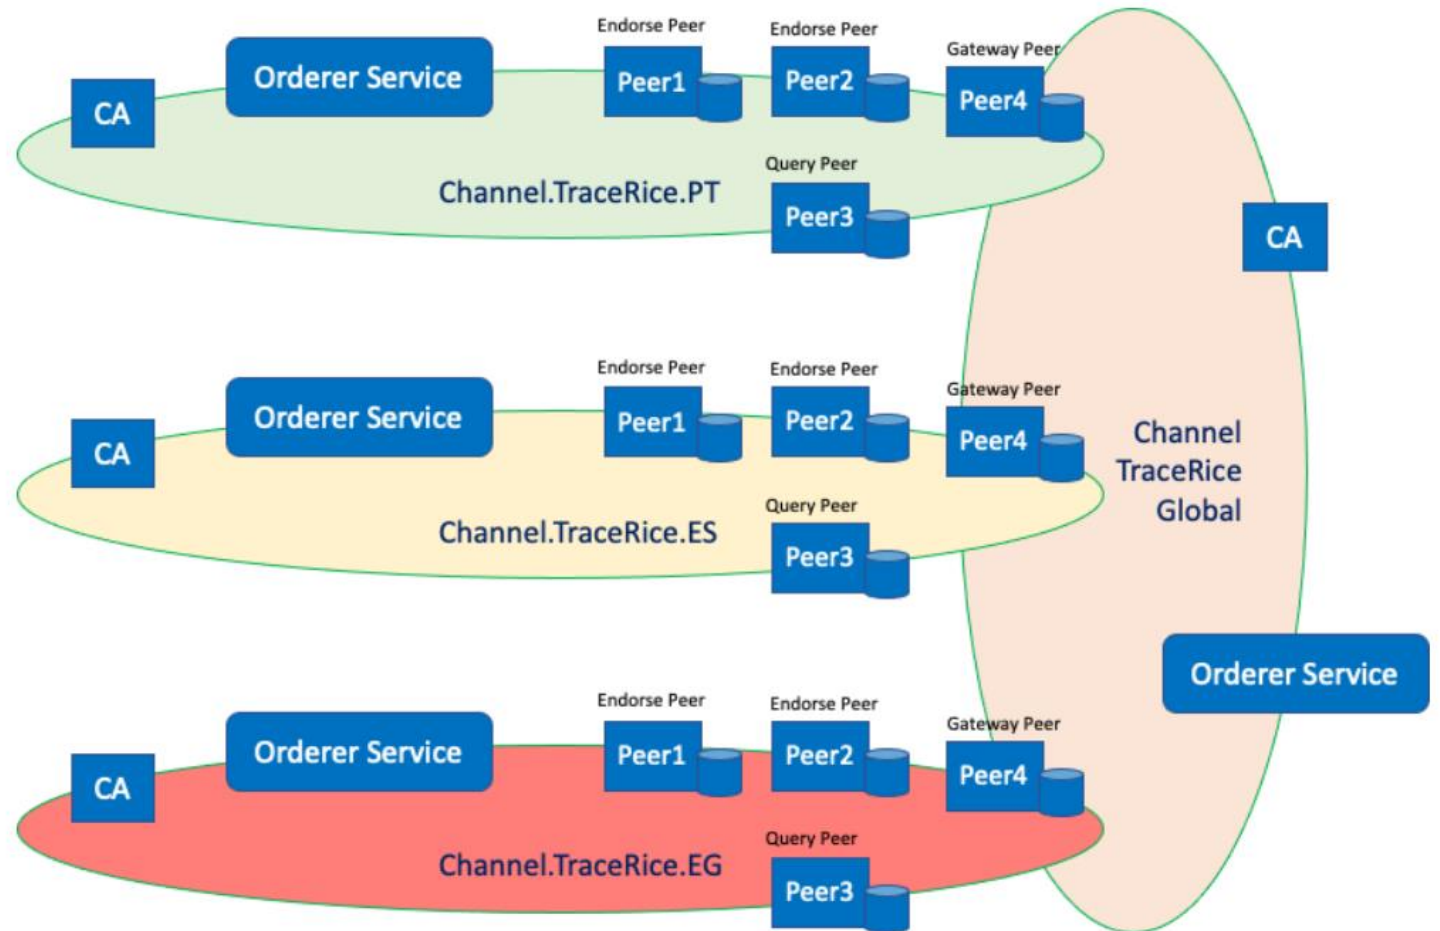 Endorse Peer
Endorse Peer
Gateway Peer
Orderer Service
Peer1
Peer2
Peer4
CA
Query Peer
Channel.TraceRice.PT
Peer3
CA
Endorse Peer
Endorse Peer
Gateway Peer
Orderer Service
Peer1
Peer2
Peer4
CA
Channel
TraceRice
Global
Query Peer
Channel.TraceRice.ES
Peer3
Orderer Service
Endorse Peer
Endorse Peer
Gateway Peer
Orderer Service
Peer1
Peer2
Peer4
CA
Query Peer
Channel.TraceRice.EG
Peer3